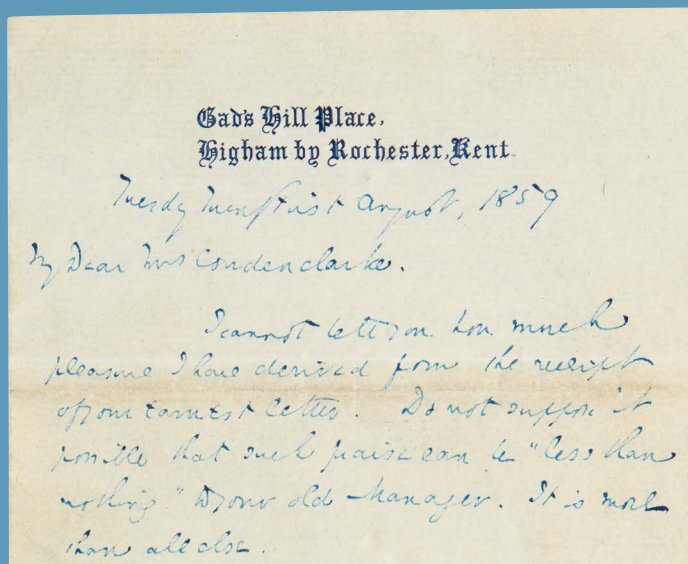 Gad's Hill Place,
Higham by Rochester, Kent.
Tuesday Twenty First August, 1859
My Dear Mrs Cowdenclarke.
I cannot tell you how much
pleasure I have derived from the receipt
of your earnest letter. Do not suppose it
possible that such praise can be "less than
nothing" to your old Manager. It is more
than all else.